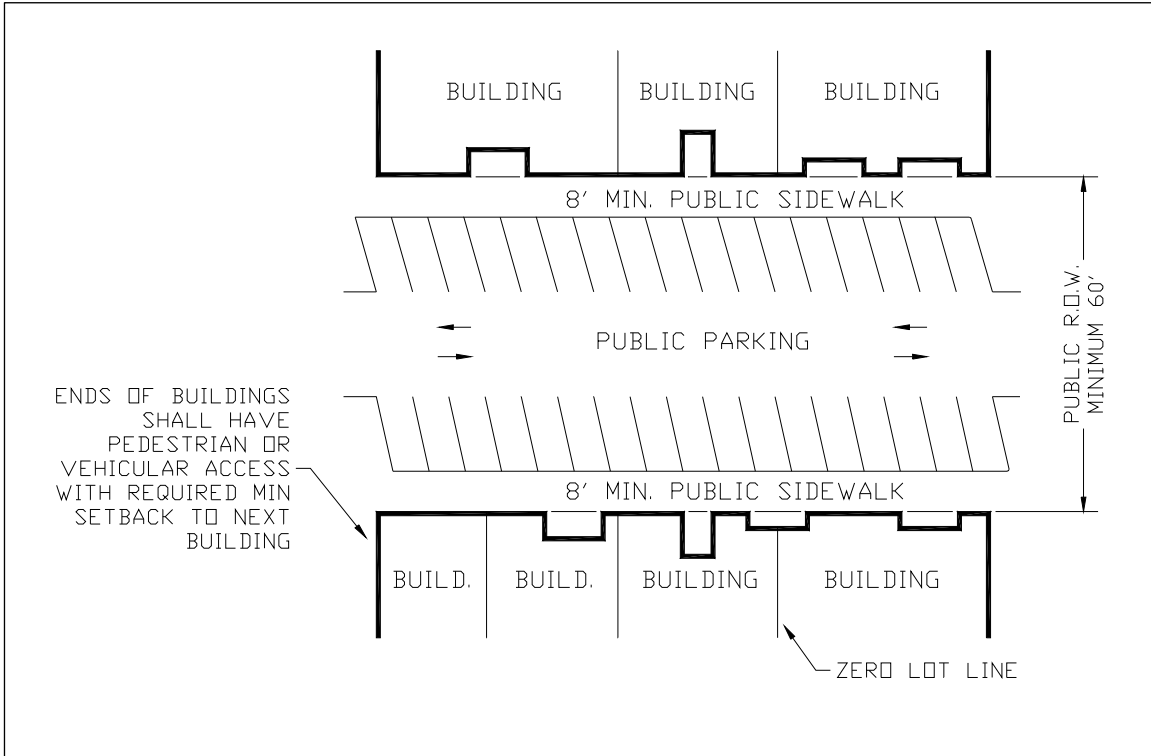 BUILDING BUILDING BUILDING
8' MIN. PUBLIC SIDEWALK
PUBLIC PARKING
PUBLIC R.O.W.
MINIMUM 60'
ENDS OF BUILDINGS
SHALL HAVE
PEDESTRIAN OR
VEHICULAR ACCESS
WITH REQUIRED MIN
SETBACK TO NEXT
BUILDING
8' MIN. PUBLIC SIDEWALK
BUILD. BUILD. BUILDING BUILDING
ZERO LOT LINE